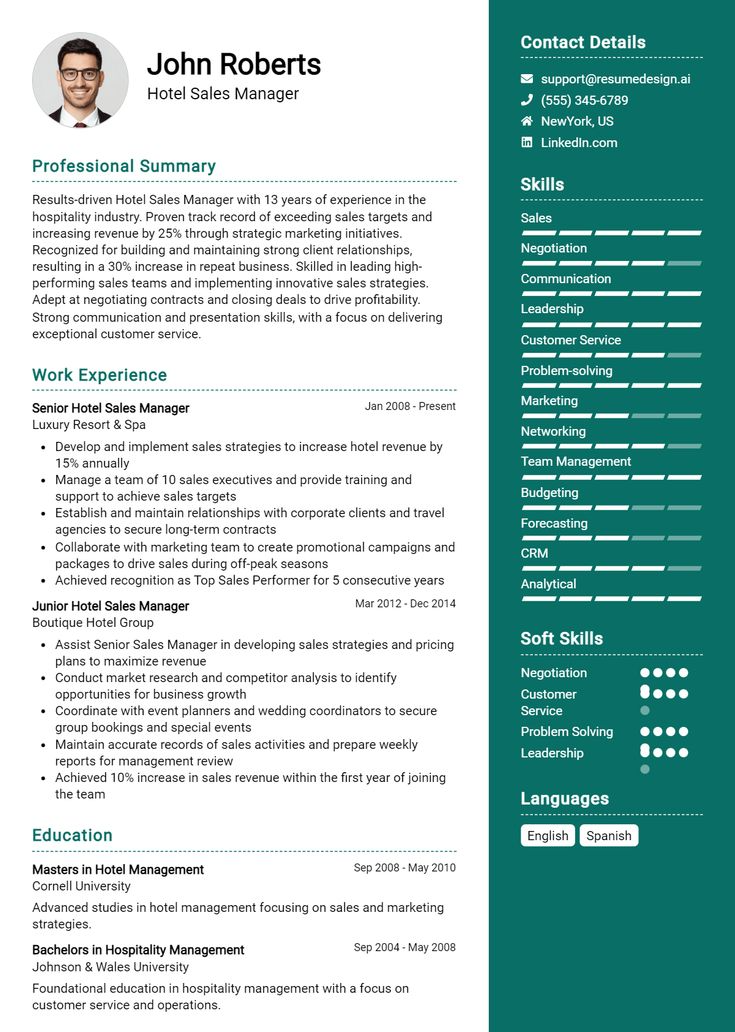 John Roberts
Hotel Sales Manager
Professional Summary
Results-driven Hotel Sales Manager with 13 years of experience in the
hospitality industry. Proven track record of exceeding sales targets and
increasing revenue by 25% through strategic marketing initiatives.
Recognized for building and maintaining strong client relationships,
resulting in a 30% increase in repeat business. Skilled in leading high-
performing sales teams and implementing innovative sales strategies.
Adept at negotiating contracts and closing deals to drive profitability.
Strong communication and presentation skills, with a focus on delivering
exceptional customer service.
Work Experience
Senior Hotel Sales Manager Jan 2008 - Present
Luxury Resort & Spa
• Develop and implement sales strategies to increase hotel revenue by
15% annually
• Manage a team of 10 sales executives and provide training and
support to achieve sales targets
• Establish and maintain relationships with corporate clients and travel
agencies to secure long-term contracts
• Collaborate with marketing team to create promotional campaigns and
packages to drive sales during off-peak seasons
• Achieved recognition as Top Sales Performer for 5 consecutive years
Junior Hotel Sales Manager Mar 2012 - Dec 2014
Boutique Hotel Group
• Assist Senior Sales Manager in developing sales strategies and pricing
plans to maximize revenue
• Conduct market research and competitor analysis to identify
opportunities for business growth
• Coordinate with event planners and wedding coordinators to secure
group bookings and special events
• Maintain accurate records of sales activities and prepare weekly
reports for management review
• Achieved 10% increase in sales revenue within the first year of joining
the team
Education
Masters in Hotel Management Sep 2008 - May 2010
Cornell University
Advanced studies in hotel management focusing on sales and marketing
strategies.
Bachelors in Hospitality Management Sep 2004 - May 2008
Johnson & Wales University
Foundational education in hospitality management with a focus on
customer service and operations.
Contact Details
support@resumedesign.ai
(555) 345-6789
NewYork, US
LinkedIn.com
Skills
Sales
Negotiation
Communication
Leadership
Customer Service
Problem-solving
Marketing
Networking
Team Management
Budgeting
Forecasting
CRM
Analytical
Soft Skills
Negotiation
Customer
Service
Problem Solving
Leadership
Languages
English Spanish